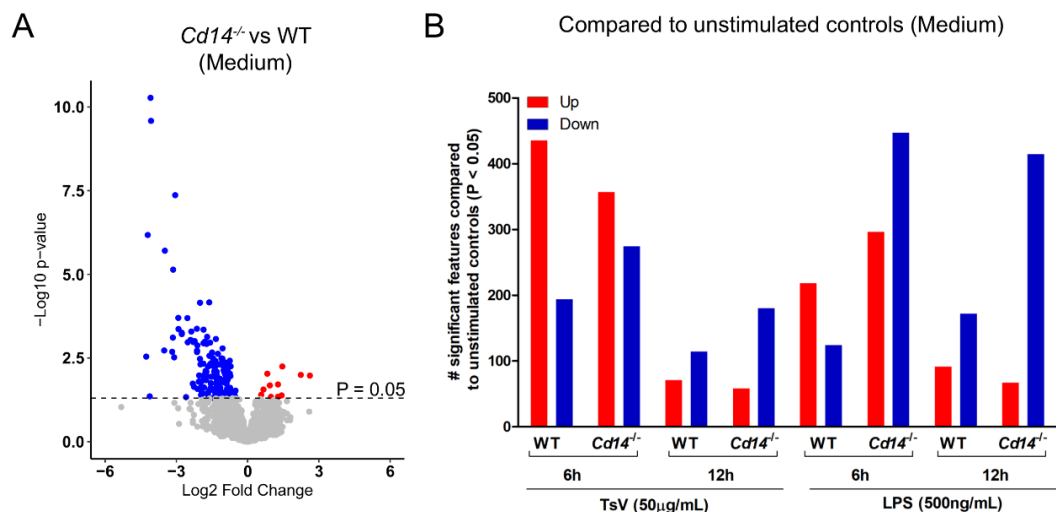 A
Cd14-/- vs WT
(Medium)
−Log10 p−value
10.0
7.5
5.0
2.5
0.0
P = 0.05
−6
−3
0
3
6
Log2 Fold Change
B
Compared to unstimulated controls (Medium)
# significant features compared
to unstimulated controls (P < 0.05)
500
400
300
200
100
0
Up
Down
WT Cd14-/- WT Cd14-/- WT Cd14-/- WT Cd14-/-
6h 12h 6h 12h
TsV (50µg/mL) LPS (500ng/mL)